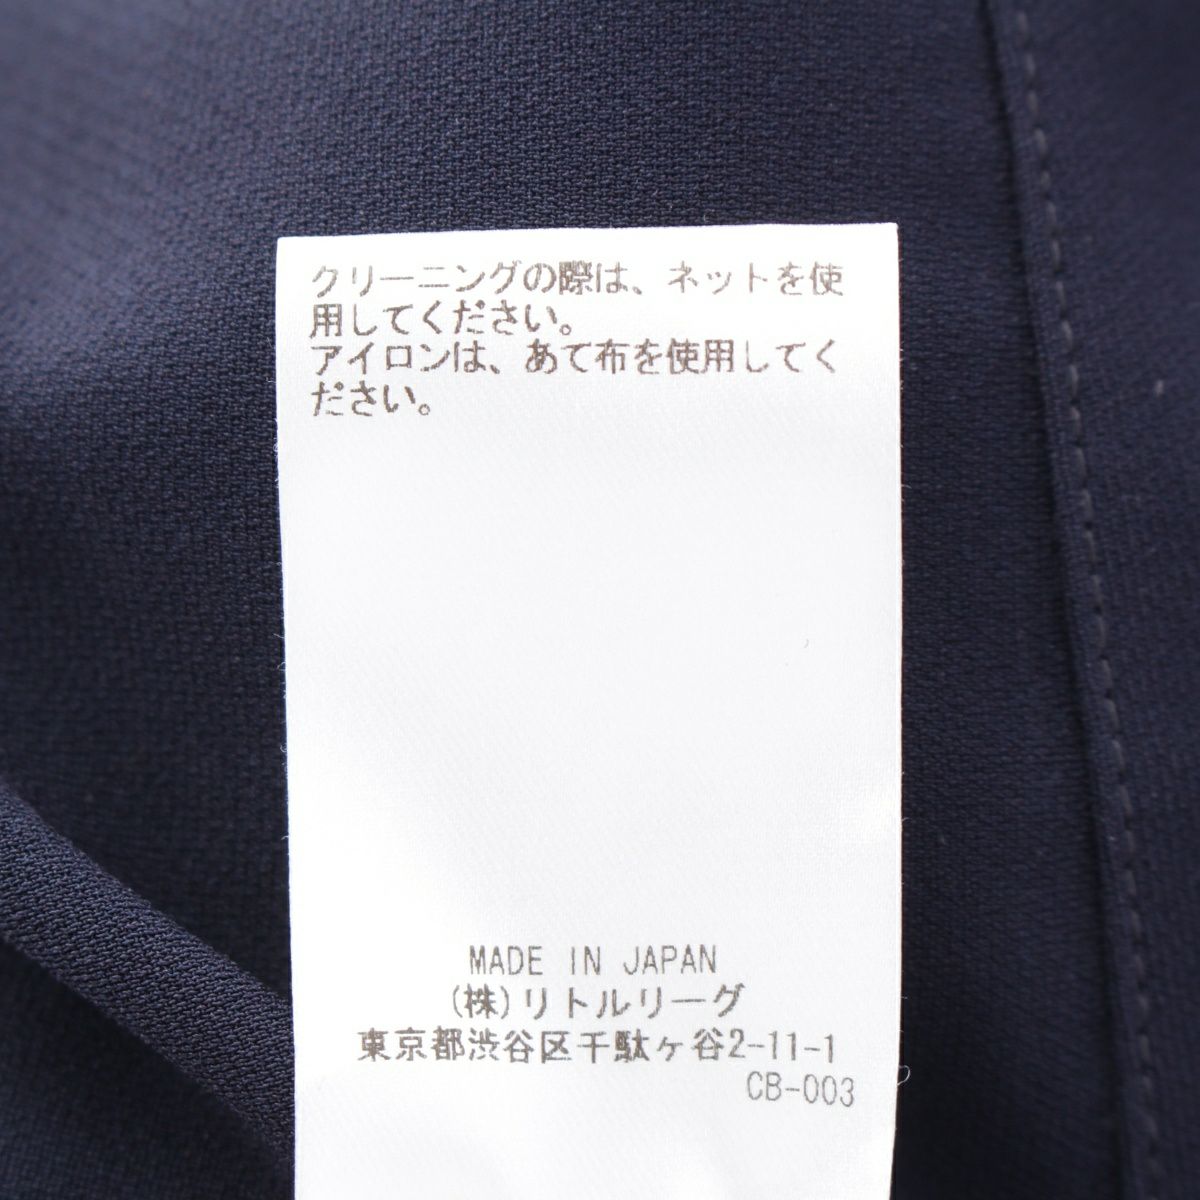 クリーニングの際は、ネットを使
用してください。
アイロンは、あて布を使用してく
ださい。
MADE IN JAPAN
(株)リトルリーグ
東京都渋谷区千駄ヶ谷2-11-1
CB-003